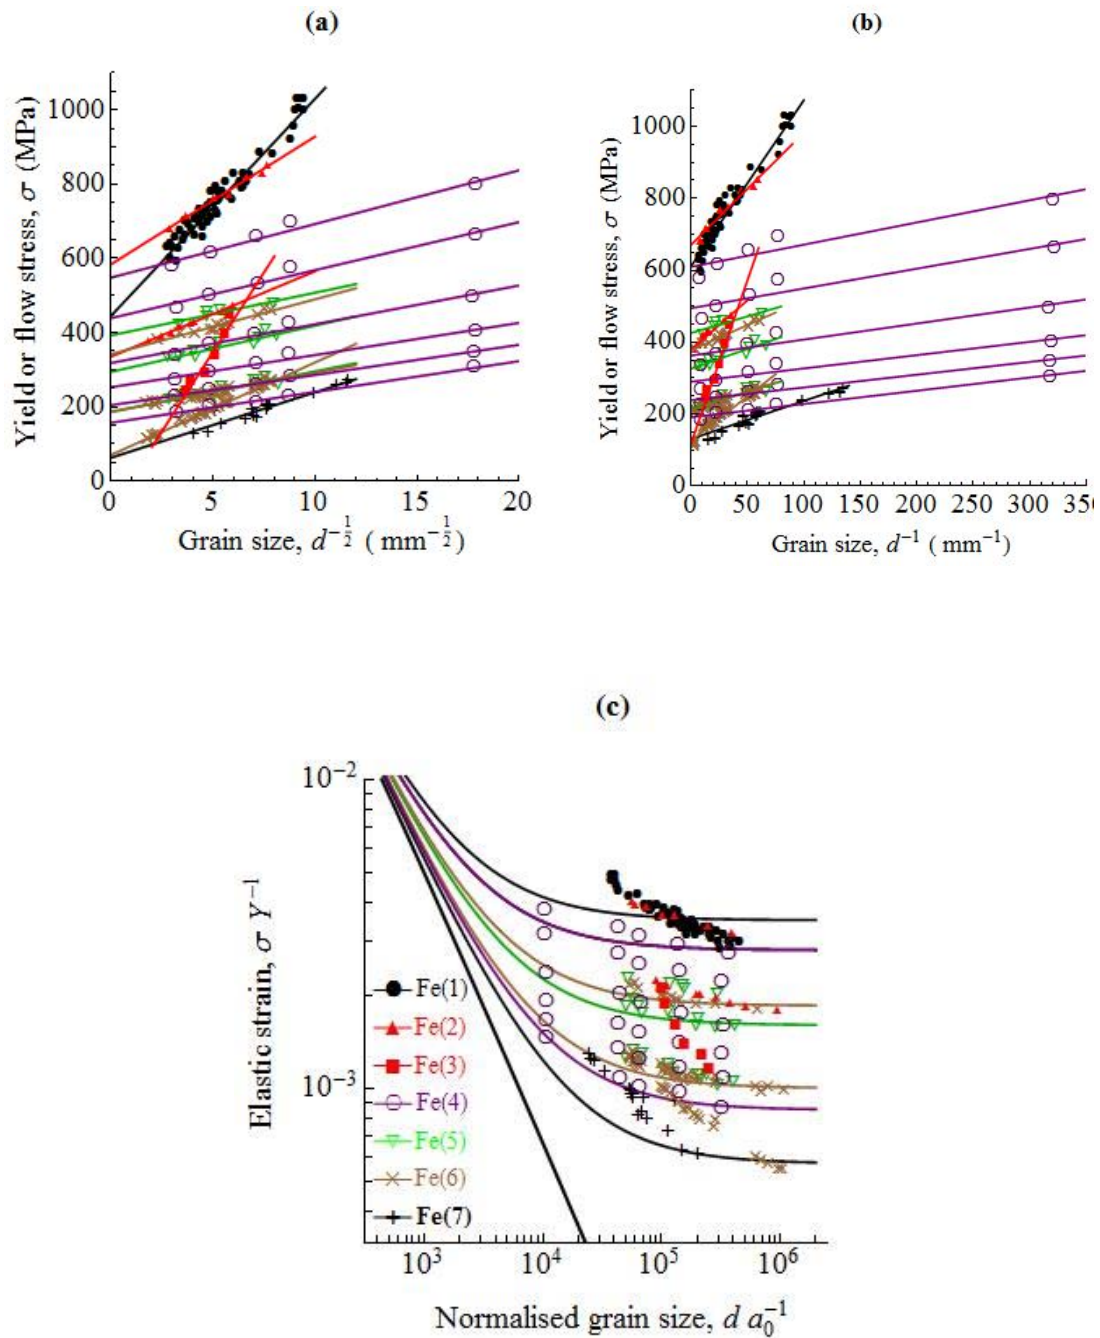 (a)
(b)
Yield or flow stress, σ (MPa)
1000
800
600
400
200
0
0 5 10 15 20
Grain size, d^{-1/2} ( mm^{-1/2})
Yield or flow stress, σ (MPa)
1000
800
600
400
200
0
0 50 100 150 200 250 300 350
Grain size, d^{-1} ( mm^{-1})
(c)
Elastic strain, σ Y^{-1}
10^{-2}
10^{-3}
Fe(1)
Fe(2)
Fe(3)
Fe(4)
Fe(5)
Fe(6)
Fe(7)
10^3 10^4 10^5 10^6
Normalised grain size, d a_0^{-1}